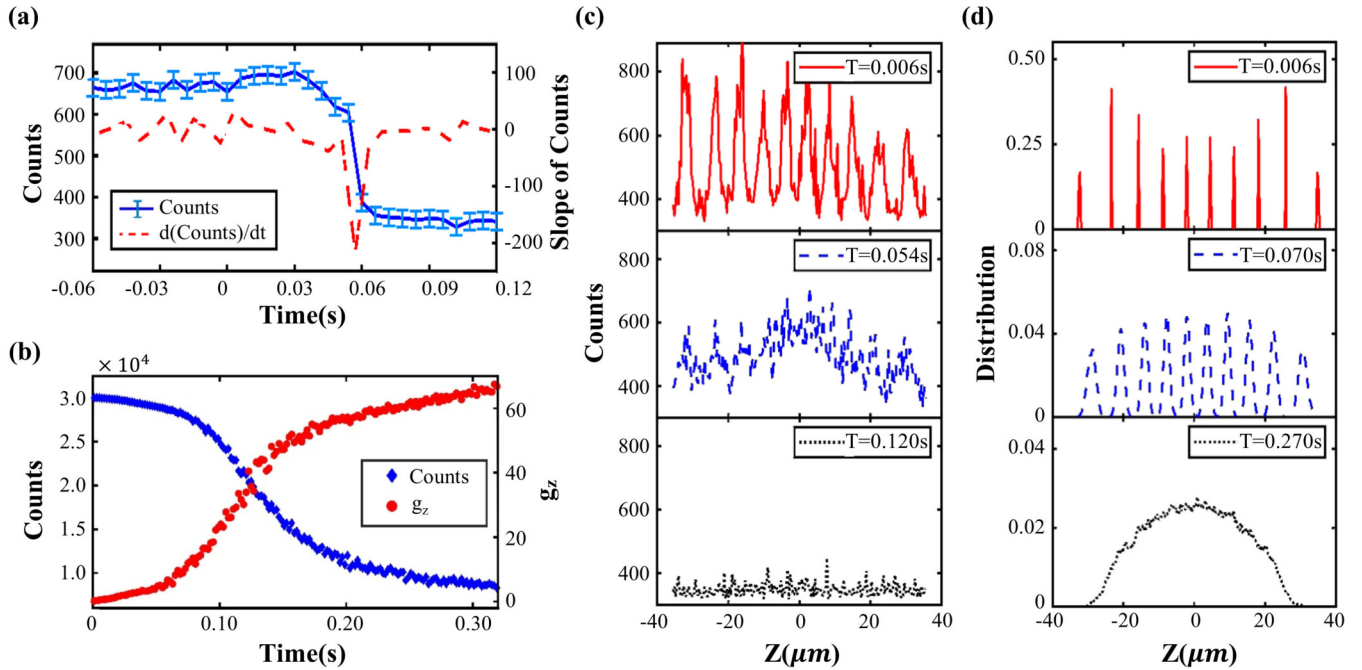 (a)
700
600
500
400
300
100
0
-100
-200
Counts
Slope of Counts
Counts
d(Counts)/dt
-0.06
-0.03
0
0.03
0.06
0.09
0.12
Time(s)
(b)
× 10⁴
3.0
2.5
2.0
1.5
1.0
60
40
20
0
Counts
g_z
Counts
g_z
0
0.10
0.20
0.30
Time(s)
(c)
800
600
400
T=0.006s
800
600
400
T=0.054s
Counts
800
600
400
T=0.120s
-40
-20
0
20
40
Z(μm)
(d)
0.55
0.25
0
T=0.006s
0.08
0.04
0
T=0.070s
Distribution
0.04
0.02
0
T=0.270s
-40
-20
0
20
40
Z(μm)